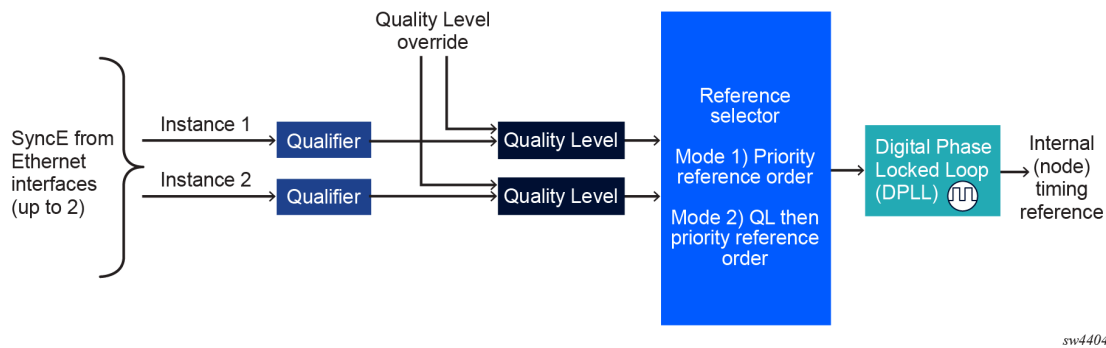 Quality Level
override
SyncE from
Ethernet
interfaces
(up to 2)
Instance 1
Qualifier
Quality Level
Instance 2
Qualifier
Quality Level
Reference
selector
Mode 1) Priority
reference order
Mode 2) QL then
priority reference
order
Digital Phase
Locked Loop
(DPLL)
Internal
(node)
timing
reference
sw4404